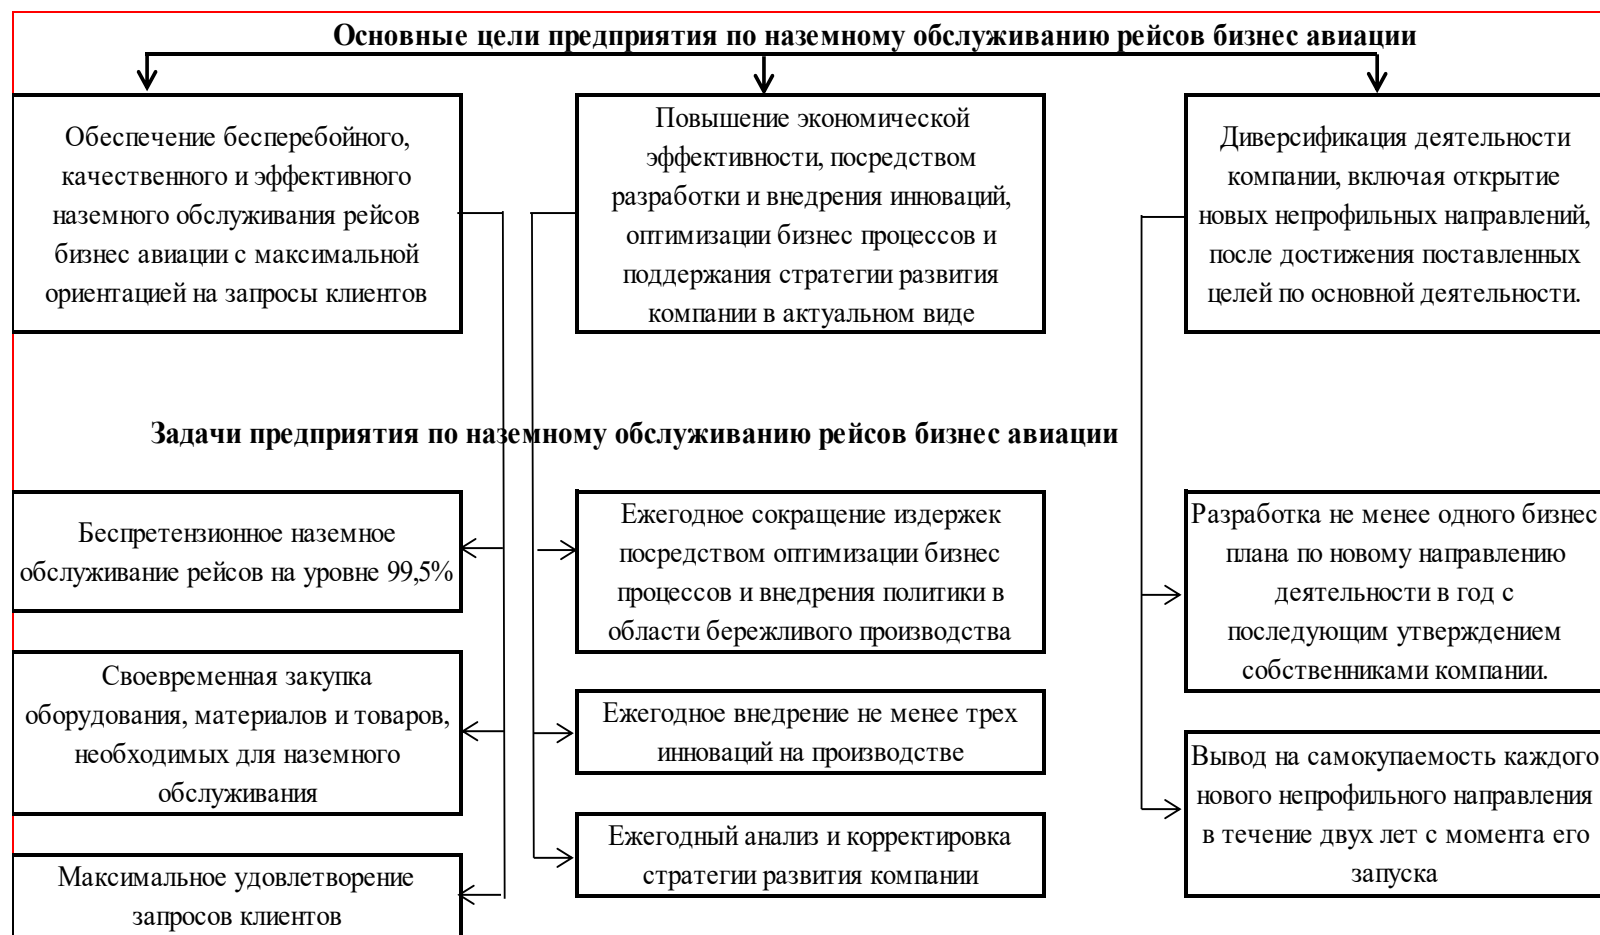 Основные цели предприятия по наземному обслуживанию рейсов бизнес авиации
Обеспечение бесперебойного,
качественного и эффективного
наземного обслуживания рейсов
бизнес авиации с максимальной
ориентацией на запросы клиентов
Повышение экономической
эффективности, посредством
разработки и внедрения инноваций,
оптимизации бизнес процессов и
поддержания стратегии развития
компании в актуальном виде
Диверсификация деятельности
компании, включая открытие
новых непрофильных направлений,
после достижения поставленных
целей по основной деятельности.
Задачи предприятия по наземному обслуживанию рейсов бизнес авиации
Беспретензионное наземное
обслуживание рейсов на уровне 99,5%
Своевременная закупка
оборудования, материалов и товаров,
необходимых для наземного
обслуживания
Максимальное удовлетворение
запросов клиентов
Ежегодное сокращение издержек
посредством оптимизации бизнес
процессов и внедрения политики в
области бережливого производства
Ежегодное внедрение не менее трех
инноваций на производстве
Ежегодный анализ и корректировка
стратегии развития компании
Разработка не менее одного бизнес
плана по новому направлению
деятельности в год с
последующим утверждением
собственниками компании.
Вывод на самокупаемость каждого
нового непрофильного направления
в течение двух лет с момента его
запуска